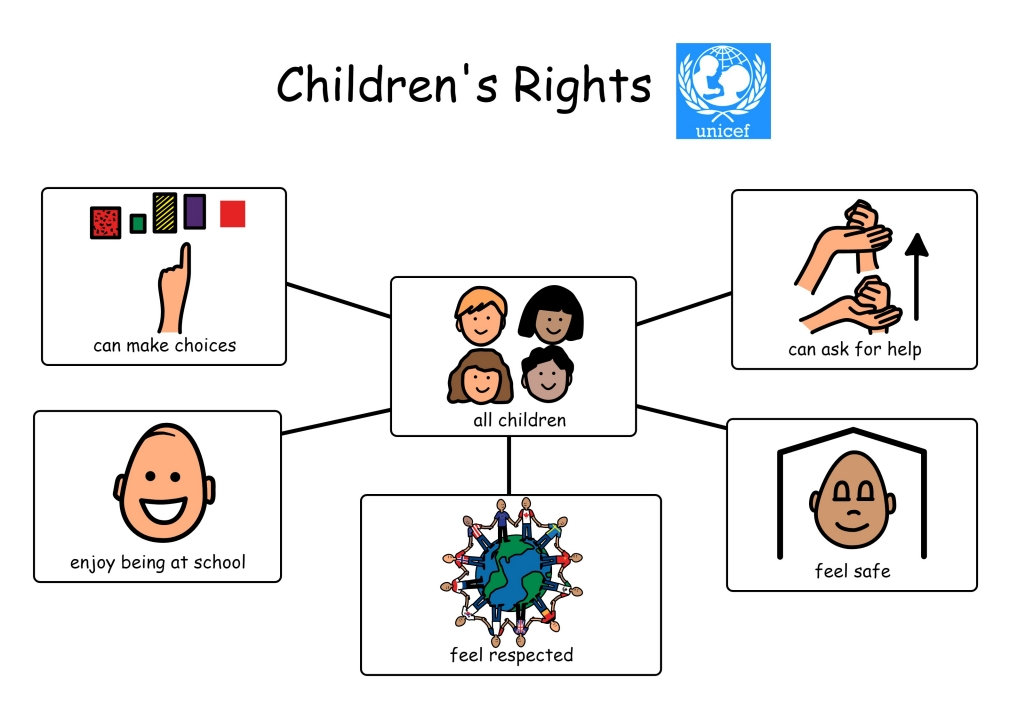 Children's Rights
unicef
can make choices
can ask for help
all children
enjoy being at school
feel safe
feel respected